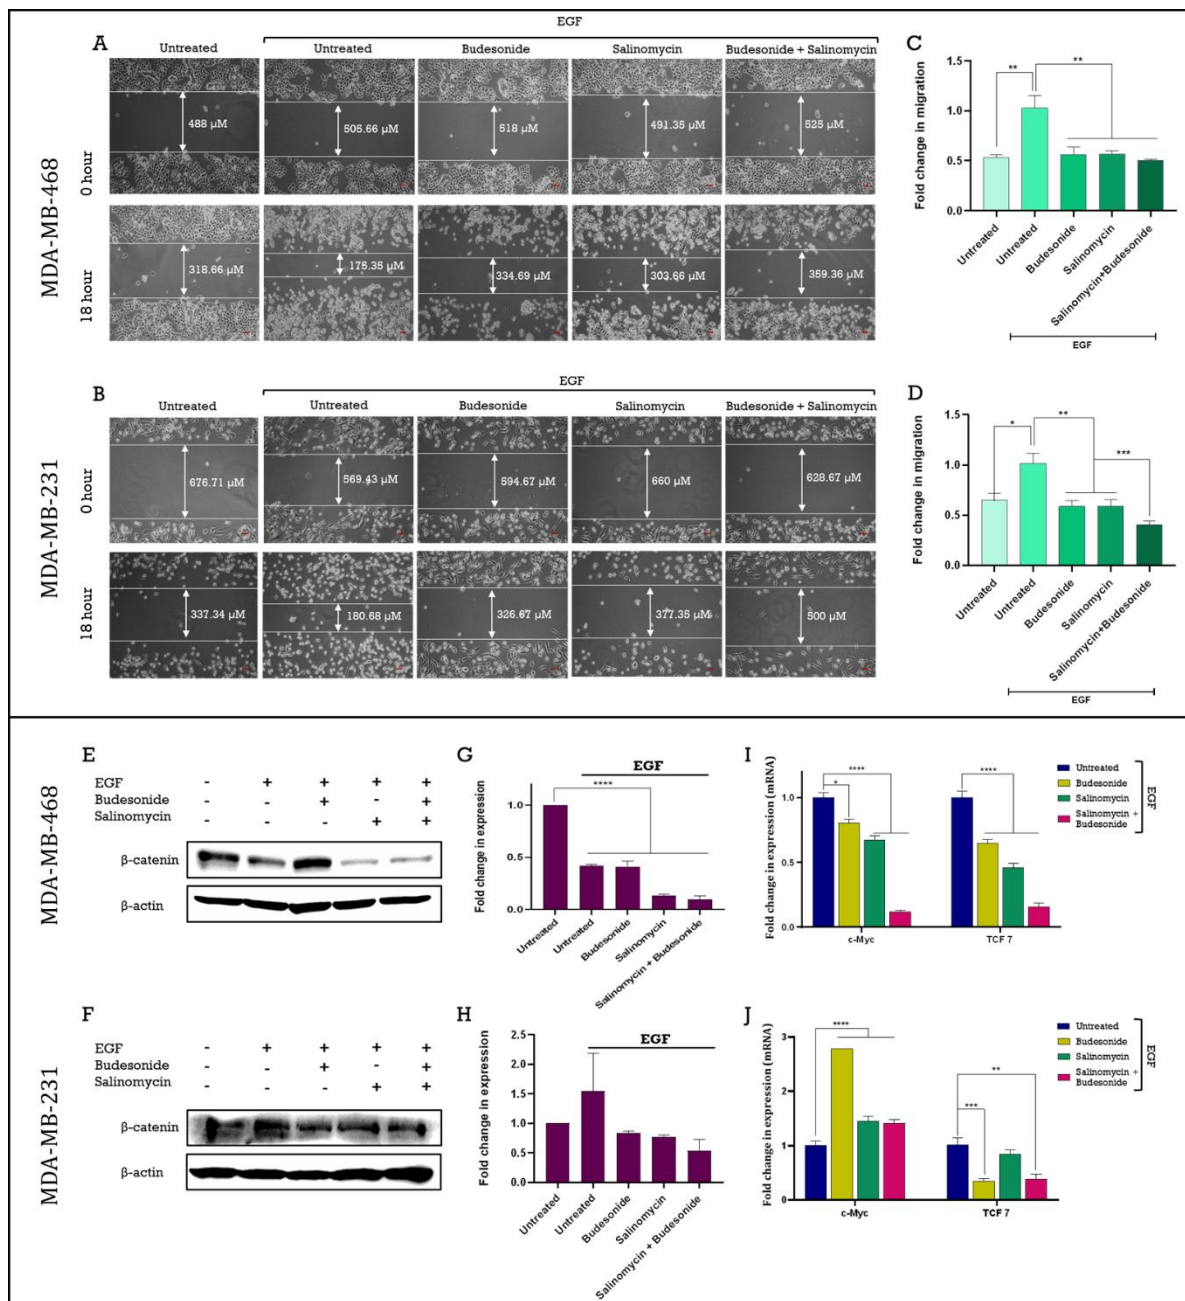 EGF
A
Untreated
Untreated
Budesonide
Salinomycin
Budesonide + Salinomycin
MDA-MB-468
0 hour
488 µM
505.66 µM
518 µM
491.35 µM
525 µM
18 hour
318.66 µM
175.35 µM
334.69 µM
303.66 µM
359.36 µM
C
Fold change in migration
1.5
1.0
0.5
0.0
**
**
Untreated
Untreated
Budesonide
Salinomycin
Salinomycin+Budesonide
EGF
EGF
B
Untreated
Untreated
Budesonide
Salinomycin
Budesonide + Salinomycin
MDA-MB-231
0 hour
676.71 µM
569.43 µM
594.67 µM
660 µM
628.67 µM
18 hour
337.34 µM
180.68 µM
326.67 µM
377.35 µM
500 µM
D
Fold change in migration
1.5
1.0
0.5
0.0
*
**
***
Untreated
Untreated
Budesonide
Salinomycin
Salinomycin+Budesonide
EGF
E
MDA-MB-468
EGF - + + + +
Budesonide - - + - +
Salinomycin - - - + +
β-catenin
β-actin
G
EGF
****
Fold change in expression
1.0
0.5
0.0
Untreated
Untreated
Budesonide
Salinomycin
Salinomycin + Budesonide
I
Fold change in expression (mRNA)
1.0
0.5
0.0
****
*
****
c-Myc
TCF 7
Untreated
Budesonide
Salinomycin
Salinomycin +
Budesonide
EGF
F
MDA-MB-231
EGF - + + + +
Budesonide - - + - +
Salinomycin - - - + +
β-catenin
β-actin
H
EGF
Fold change in expression
2.5
2.0
1.5
1.0
0.5
0.0
Untreated
Untreated
Budesonide
Salinomycin
Salinomycin + Budesonide
J
Fold change in expression (mRNA)
3
2
1
0
****
***
**
c-Myc
TCF 7
Untreated
Budesonide
Salinomycin
Salinomycin +
Budesonide
EGF